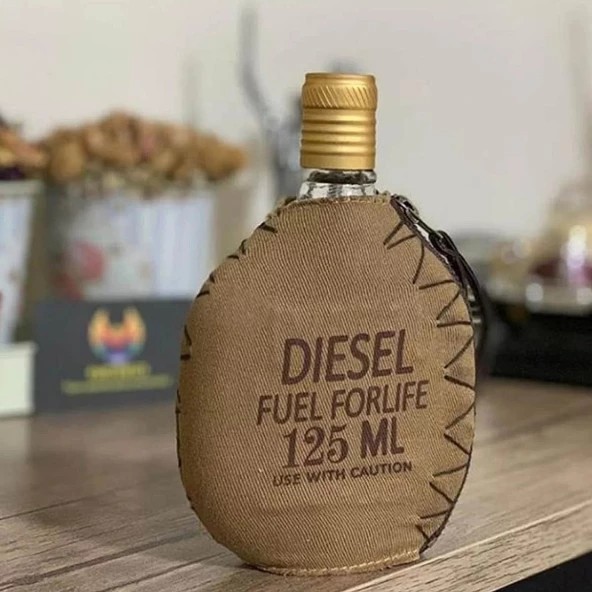 DIESEL
FUEL FORLIFE
125 ML
USE WITH CAUTION